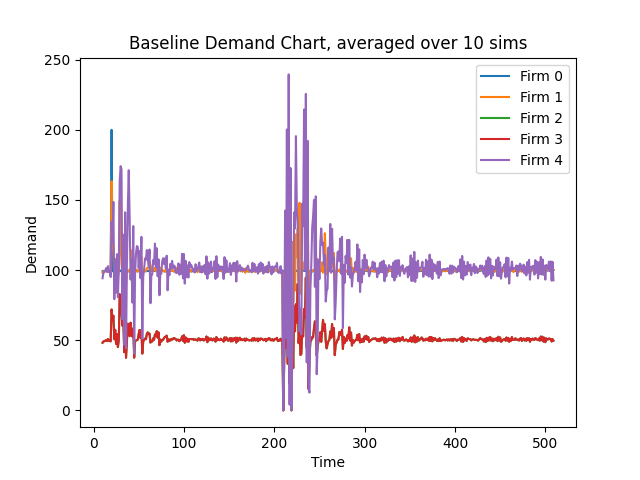 Baseline Demand Chart, averaged over 10 sims
250
200
150
100
50
0
Demand
Firm 0
Firm 1
Firm 2
Firm 3
Firm 4
0 100 200 300 400 500
Time